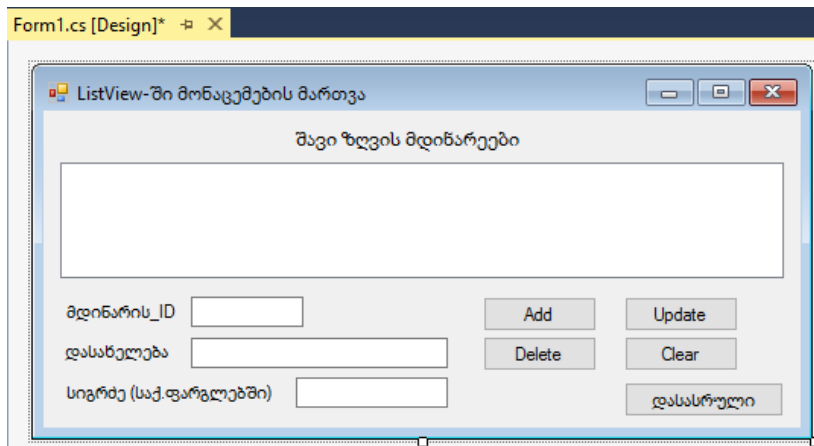 Form1.cs [Design]*
ListView-ში მონაცემების მართვა
შავი ზღვის მდინარეები
მდინარის_ID
Add
Update
დასახელება
Delete
Clear
სიგრძე (საქ.ფარგლებში)
დასასრული